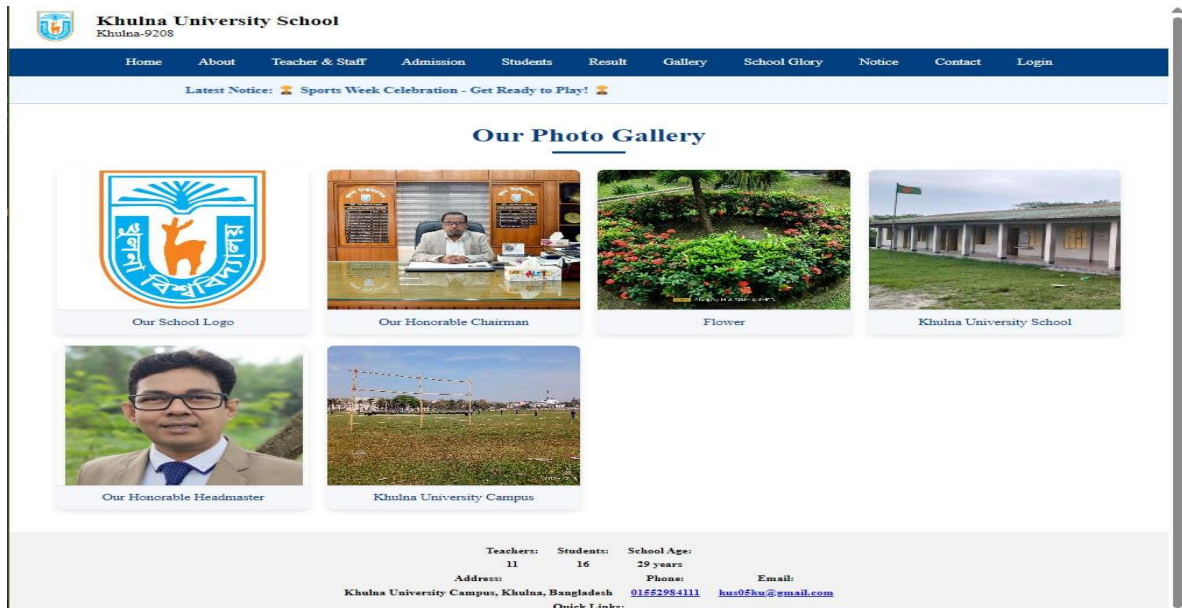 Khulna University School
Khulna-9208
Home About Teacher & Staff Admission Students Result Gallery School Glory Notice Contact Login
Latest Notice: 🏆 Sports Week Celebration - Get Ready to Play! 🏆
Our Photo Gallery
খুলনা বিশ্ববিদ্যালয়
Our School Logo Our Honorable Chairman Flower Khulna University School
Our Honorable Headmaster Khulna University Campus
Teachers: Students: School Age:
11 16 29 years
Address: Phone: Email:
Khulna University Campus, Khulna, Bangladesh 01552984111 kus05ku@gmail.com
Quick Links: